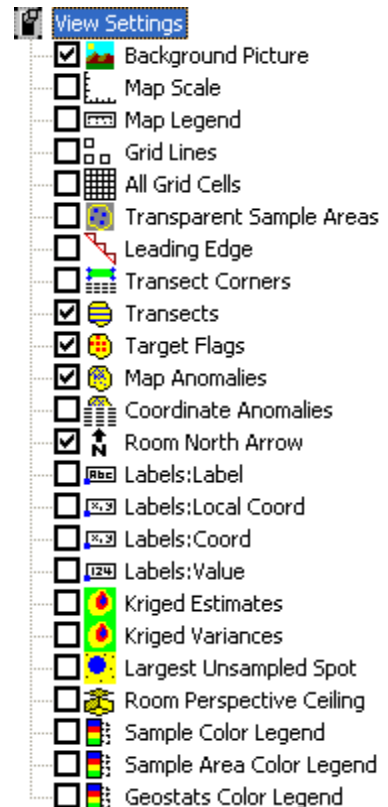 View Settings
Background Picture
Map Scale
Map Legend
Grid Lines
All Grid Cells
Transparent Sample Areas
Leading Edge
Transect Corners
Transects
Target Flags
Map Anomalies
Coordinate Anomalies
N Room North Arrow
Abc Labels:Label
x,y Labels:Local Coord
x,y Labels:Coord
124 Labels:Value
Kriged Estimates
Kriged Variances
Largest Unsampled Spot
Room Perspective Ceiling
Sample Color Legend
Sample Area Color Legend
Geostats Color Legend